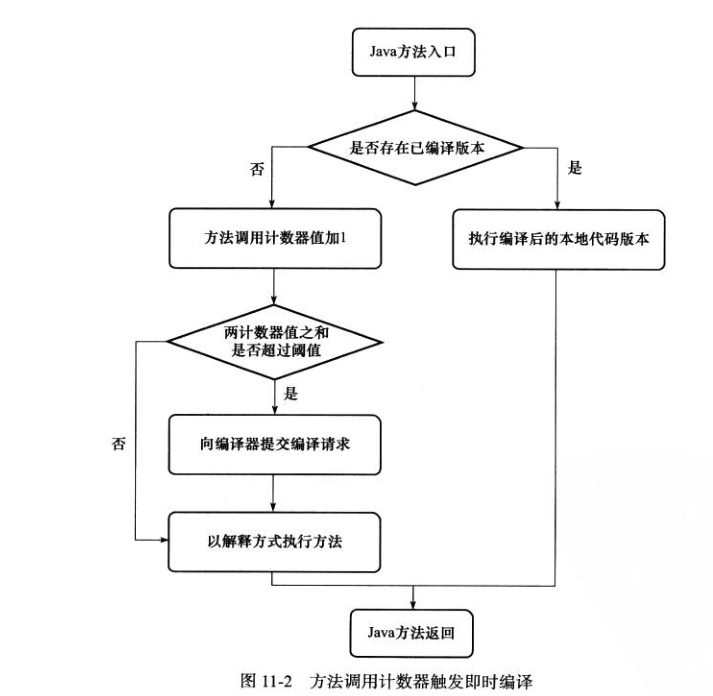 Java方法入口
是否存在已编译版本
否
是
方法调用计数器值加1
执行编译后的本地代码版本
两计数器值之和
是否超过阈值
是
否
向编译器提交编译请求
以解释方式执行方法
Java方法返回
图 11-2 方法调用计数器触发即时编译